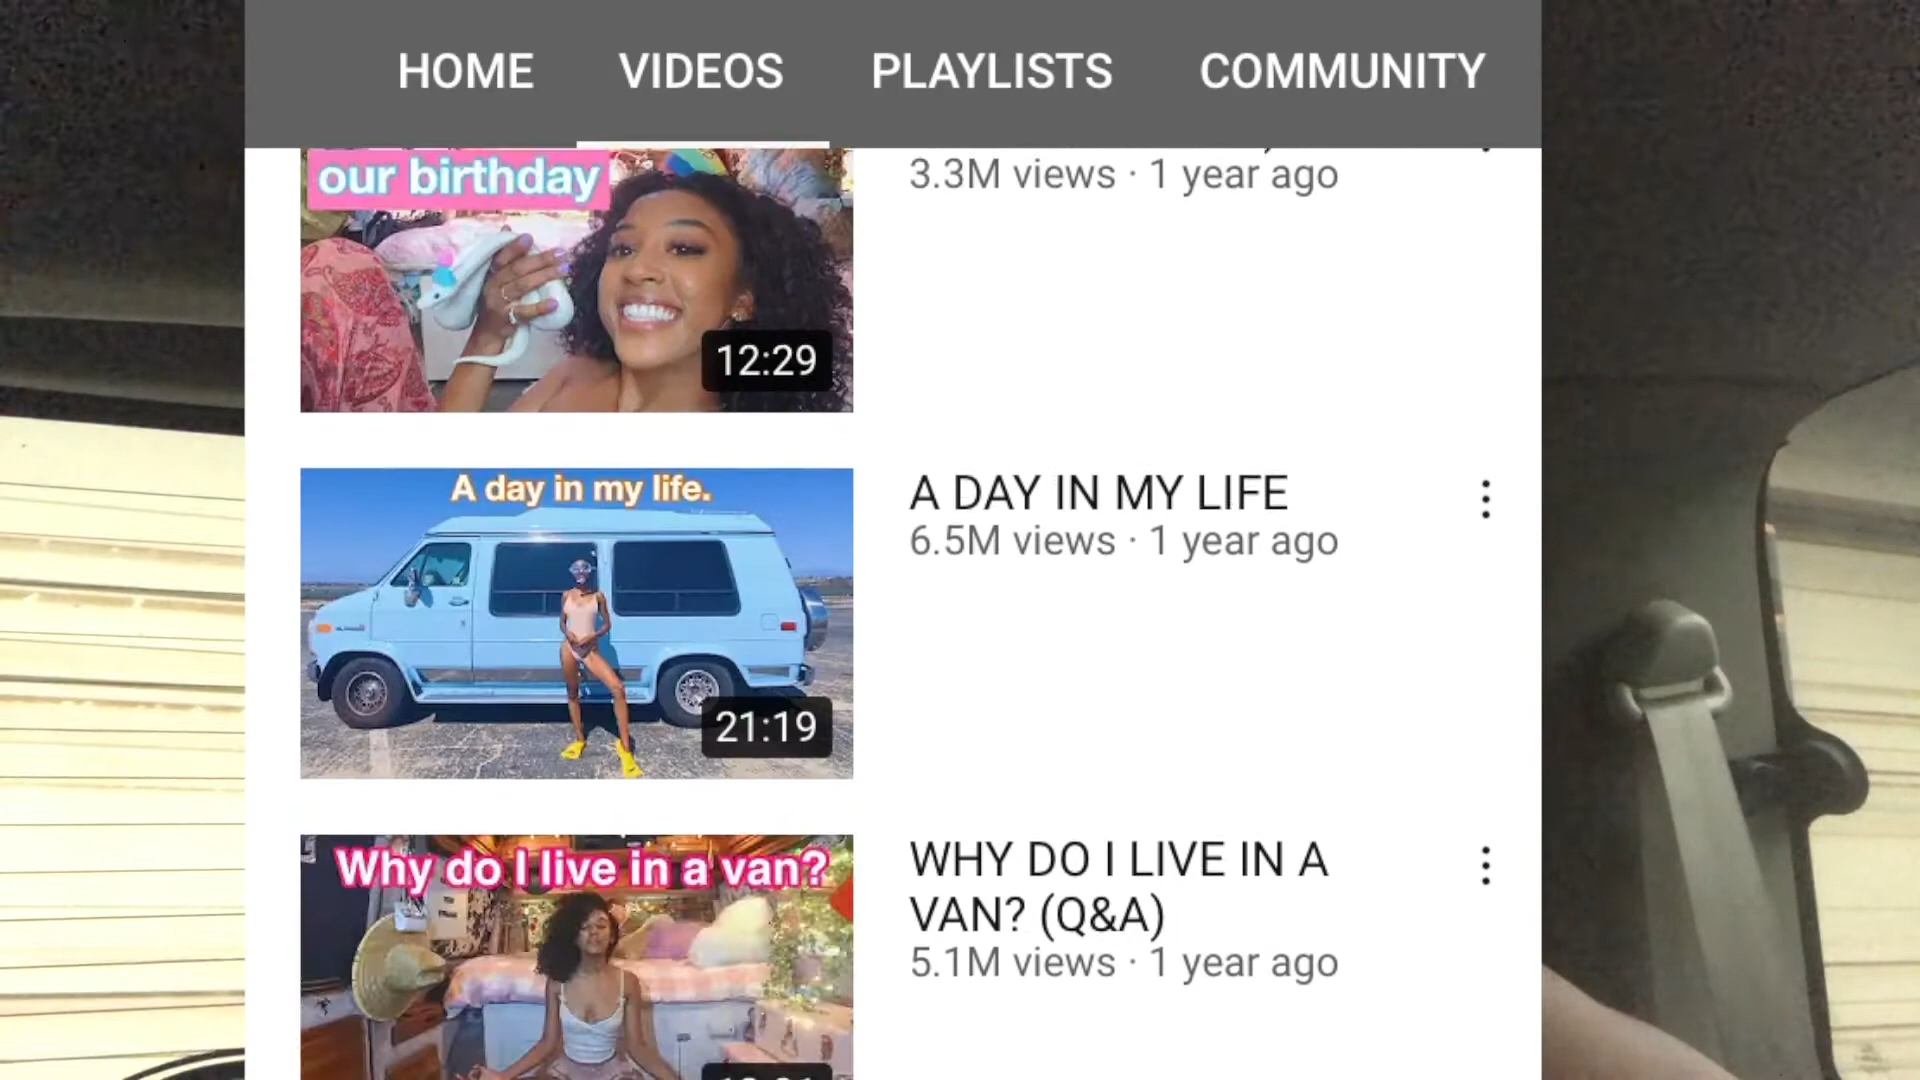 HOME VIDEOS PLAYLISTS COMMUNITY
our birthday
3.3M views · 1 year ago
12:29
A day in my life.
21:19
A DAY IN MY LIFE
6.5M views · 1 year ago
Why do I live in a van?
WHY DO I LIVE IN A
VAN? (Q&A)
5.1M views · 1 year ago